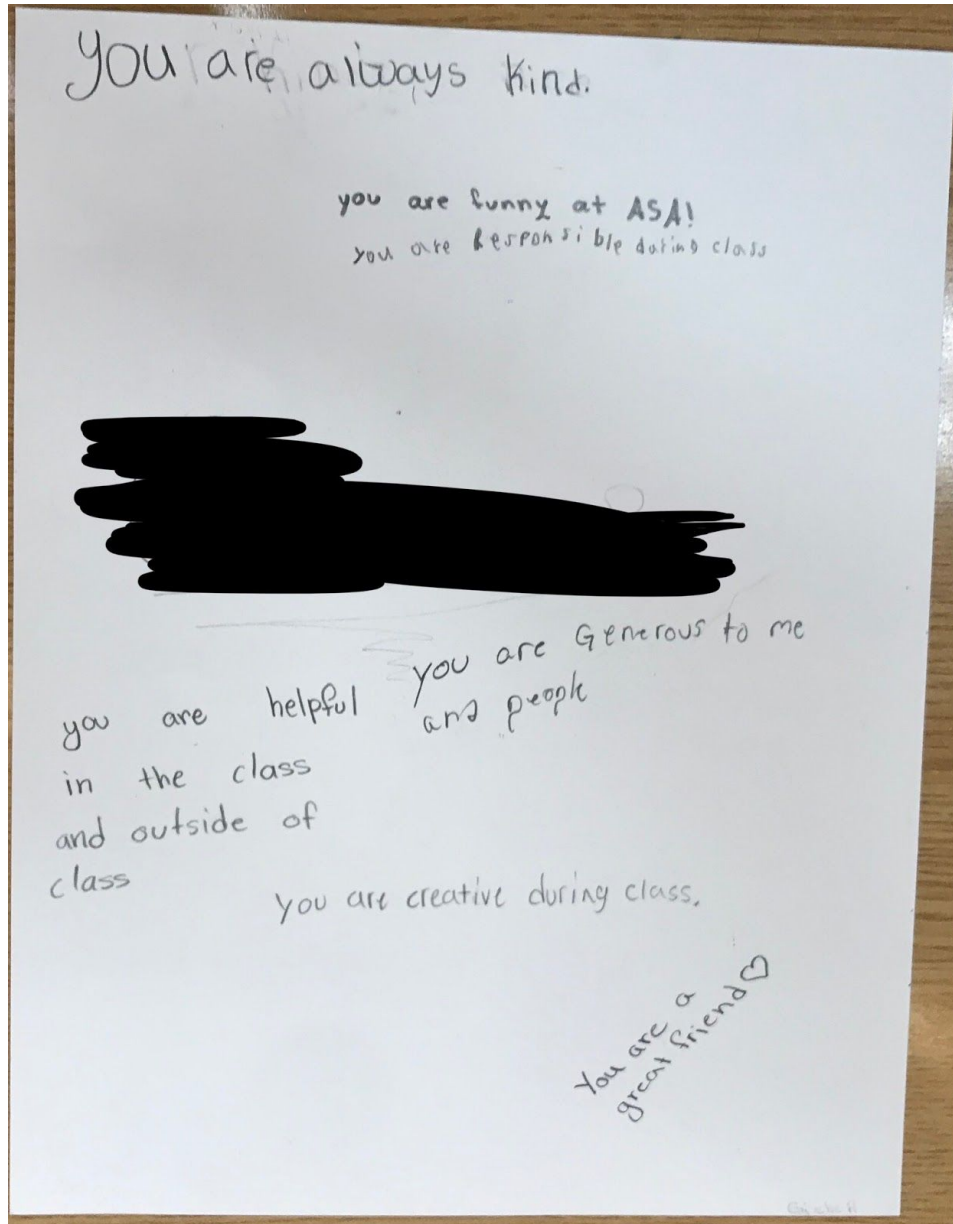 you are always kind.
you are funny at ASA!
you are Responsible during class
you are Generous to me
and people
you are helpful
in the class
and outside of
class
you are creative during class.
You are a
great friend♡